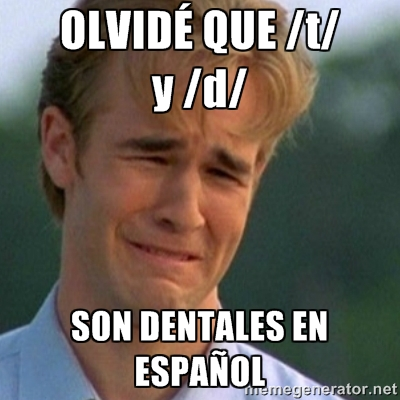 OLVIDÉ QUE /t/
y /d/
SON DENTALES EN
ESPAÑOL
memegenerator.net